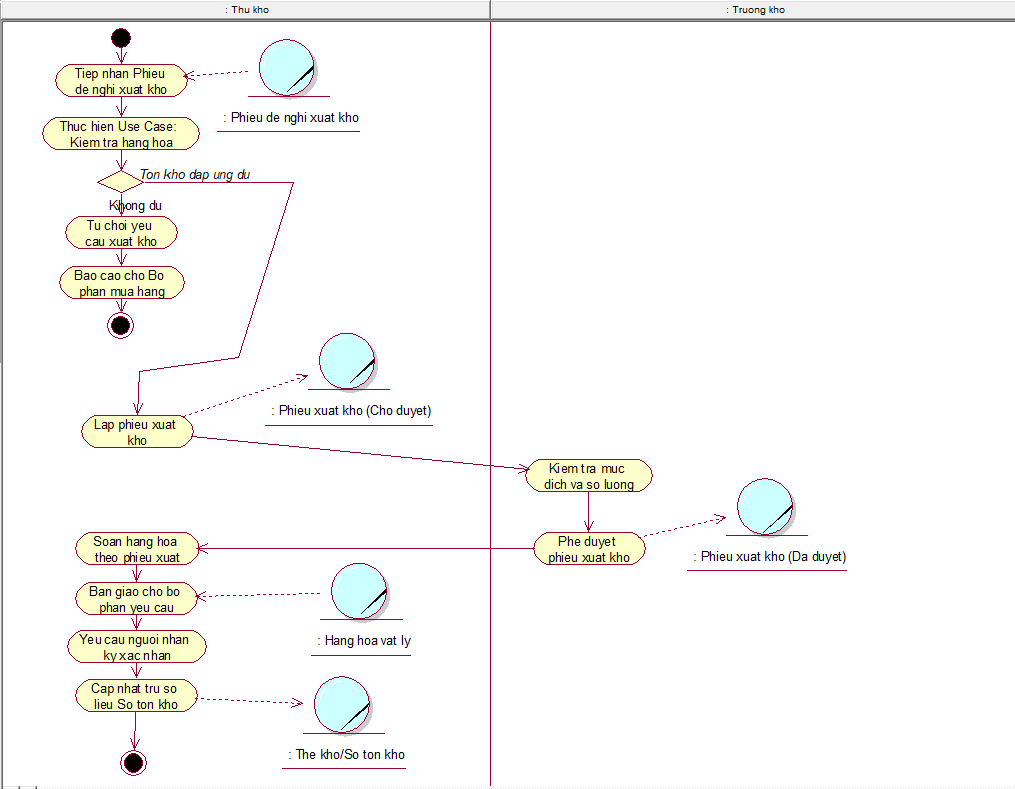 : Thu kho
: Truong kho
Tiep nhan Phieu
de nghi xuat kho
: Phieu de nghi xuat kho
Thuc hien Use Case:
Kiem tra hang hoa
Ton kho dap ung du
Khong du
Tu choi yeu
cau xuat kho
Bao cao cho Bo
phan mua hang
: Phieu xuat kho (Cho duyet)
Lap phieu xuat
kho
Kiem tra muc
dich va so luong
Phe duyet
phieu xuat kho
: Phieu xuat kho (Da duyet)
Soan hang hoa
theo phieu xuat
Ban giao cho bo
phan yeu cau
: Hang hoa vat ly
Yeu cau nguoi nhan
ky xac nhan
Cap nhat tru so
lieu So ton kho
: The kho/So ton kho